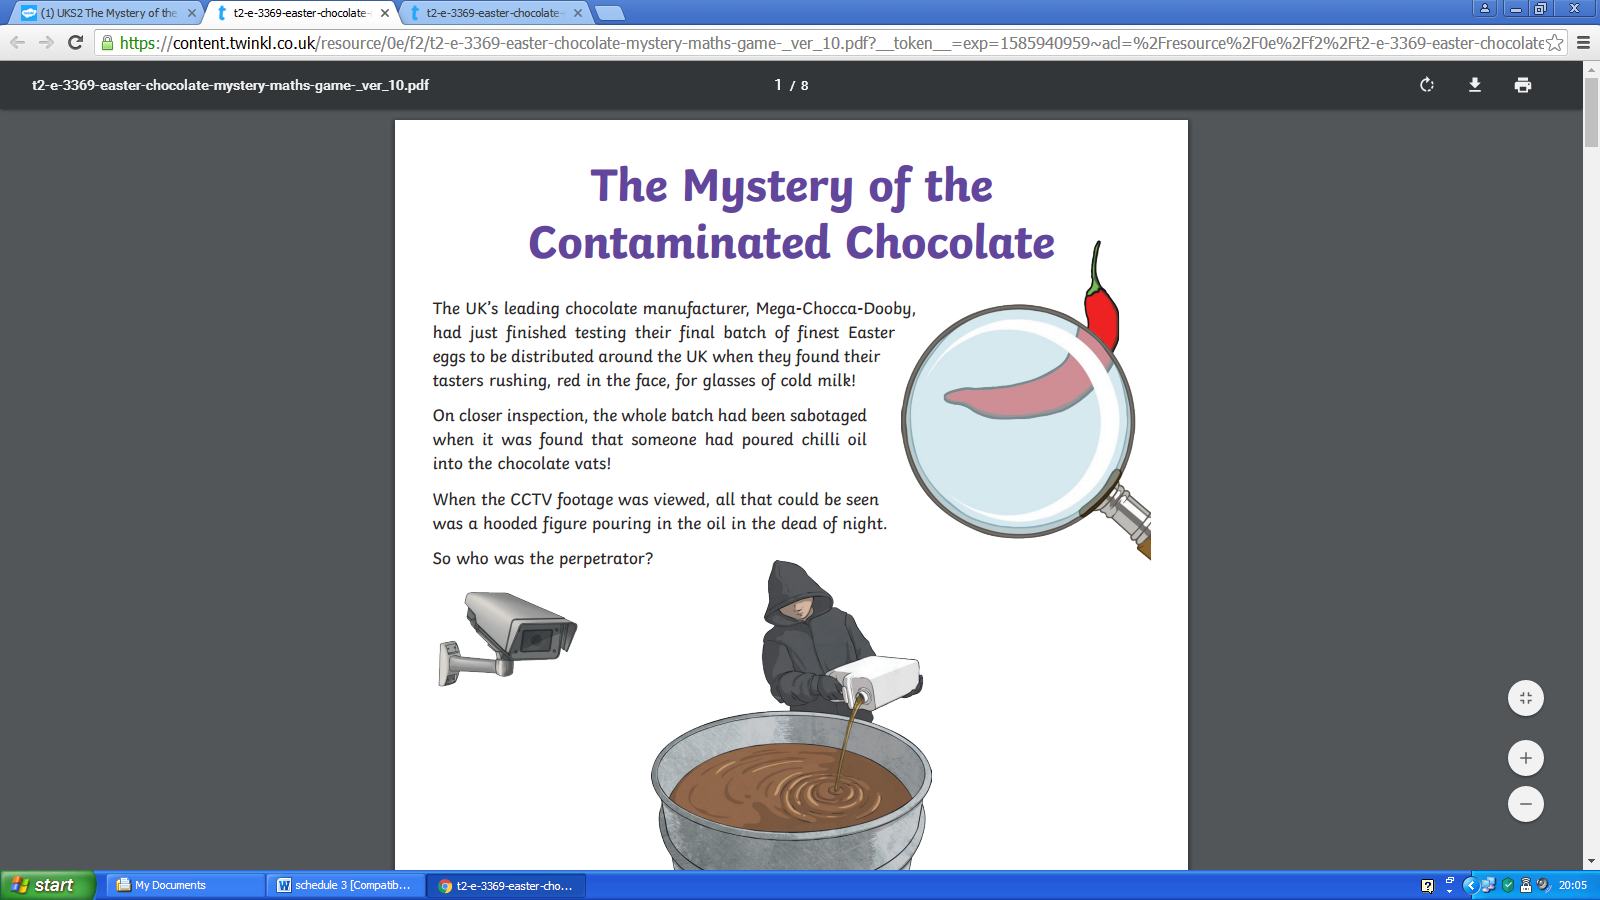 (1) UKS2 The Mystery of the
t2-e-3369-easter-chocolate-
t2-e-3369-easter-chocolate-
https://content.twinkl.co.uk/resource/0e/f2/t2-e-3369-easter-chocolate-mystery-maths-game-_ver_10.pdf?__token__=exp=1585940959~acl=%2Fresource%2F0e%2Ff2%2Ft2-e-3369-easter-chocolate
t2-e-3369-easter-chocolate-mystery-maths-game-_ver_10.pdf
1 / 8
The Mystery of the
Contaminated Chocolate
The UK's leading chocolate manufacturer, Mega-Chocca-Dooby,
had just finished testing their final batch of finest Easter
eggs to be distributed around the UK when they found their
tasters rushing, red in the face, for glasses of cold milk!
On closer inspection, the whole batch had been sabotaged
when it was found that someone had poured chilli oil
into the chocolate vats!
When the CCTV footage was viewed, all that could be seen
was a hooded figure pouring in the oil in the dead of night.
So who was the perpetrator?
start
My Documents
schedule 3 [Compatib...
t2-e-3369-easter-cho...
20:05